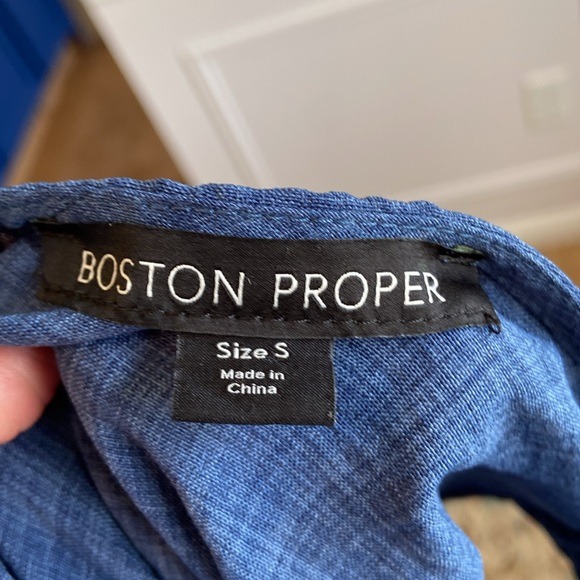 BOSTON PROPER
Size S
Made in
China